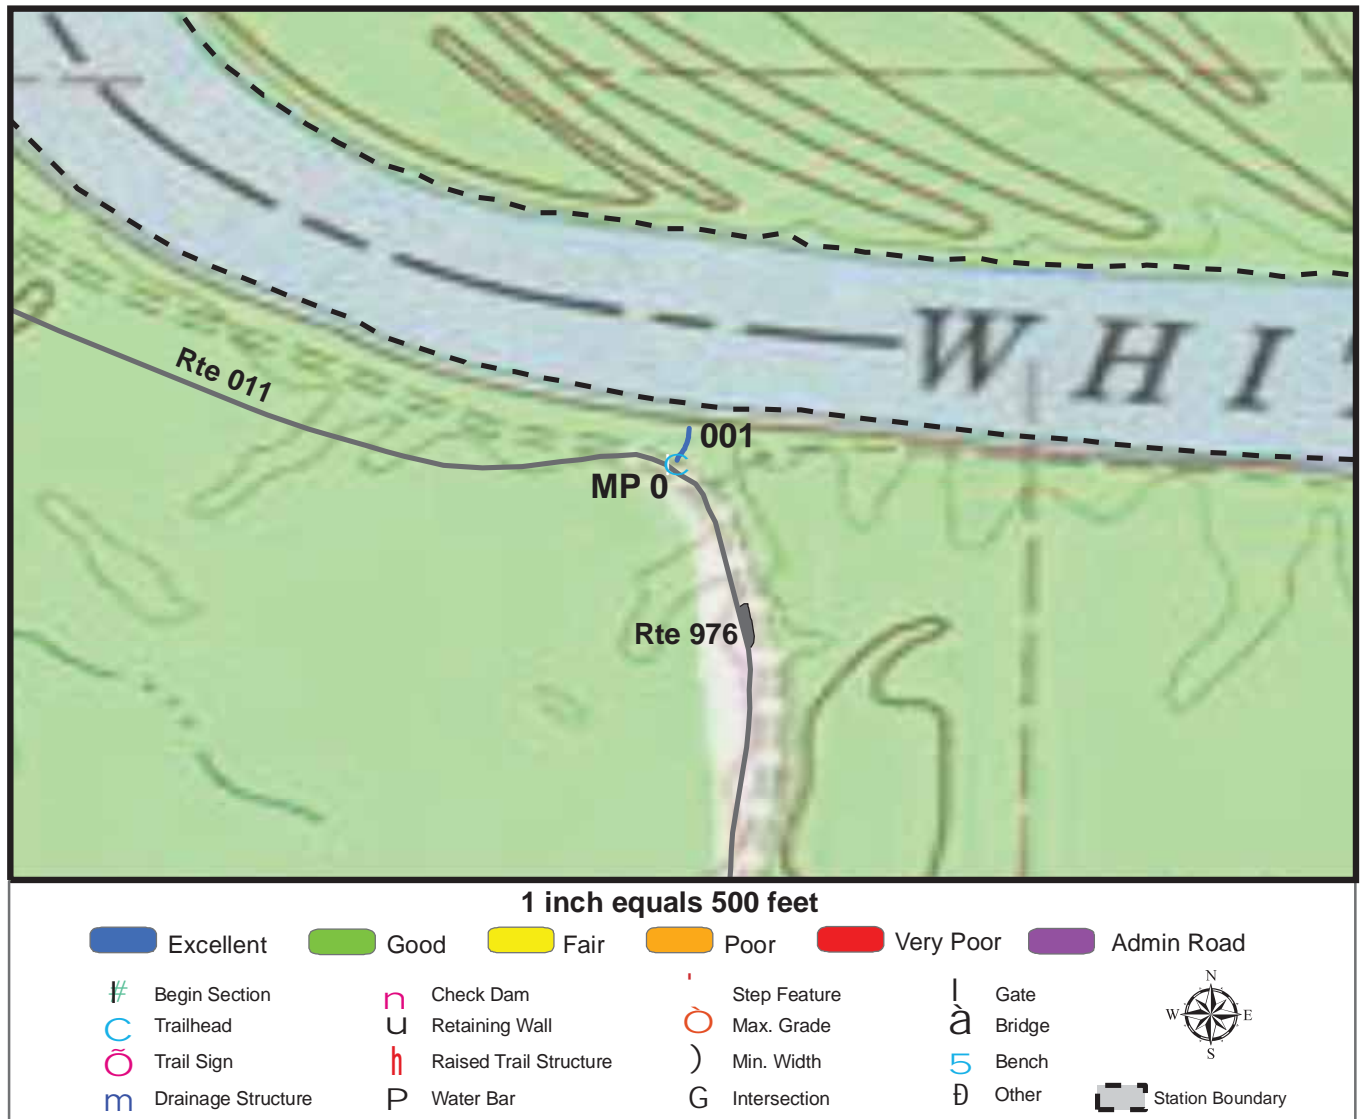 W H I
Rte 011
001
MP 0
Rte 976
1 inch equals 500 feet
Excellent Good Fair Poor Very Poor Admin Road
# Begin Section
C Trailhead
Õ Trail Sign
m Drainage Structure
n Check Dam
u Retaining Wall
h Raised Trail Structure
P Water Bar
' Step Feature
Ò Max. Grade
) Min. Width
G Intersection
l Gate
à Bridge
5 Bench
Ð Other
N
W E
S
Station Boundary